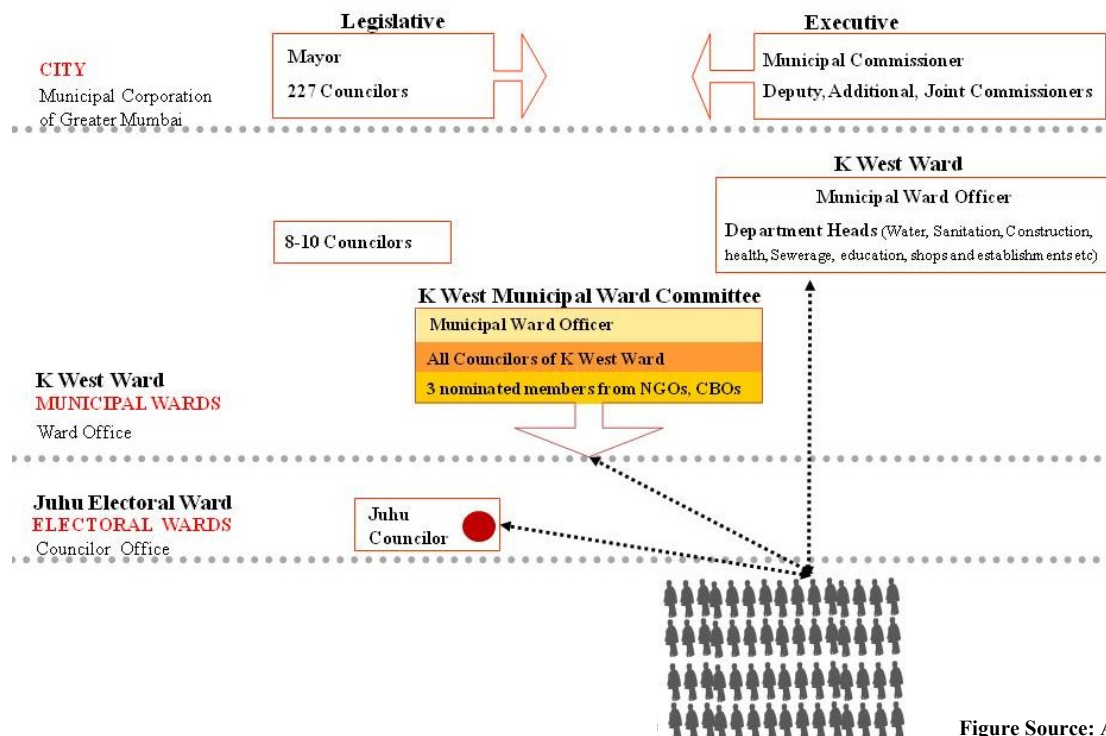 Legislative
Executive
Mayor
227 Councilors
Municipal Commissioner
Deputy, Additional, Joint Commissioners
CITY
Municipal Corporation
of Greater Mumbai
K West Ward
Municipal Ward Officer
Department Heads (Water, Sanitation, Construction,
health, Sewerage, education, shops and establishments etc)
8-10 Councilors
K West Municipal Ward Committee
Municipal Ward Officer
All Councilors of K West Ward
3 nominated members from NGOs, CBOs
K West Ward
MUNICIPAL WARDS
Ward Office
Juhu Electoral Ward
ELECTORAL WARDS
Councilor Office
Juhu
Councilor
Figure Source: